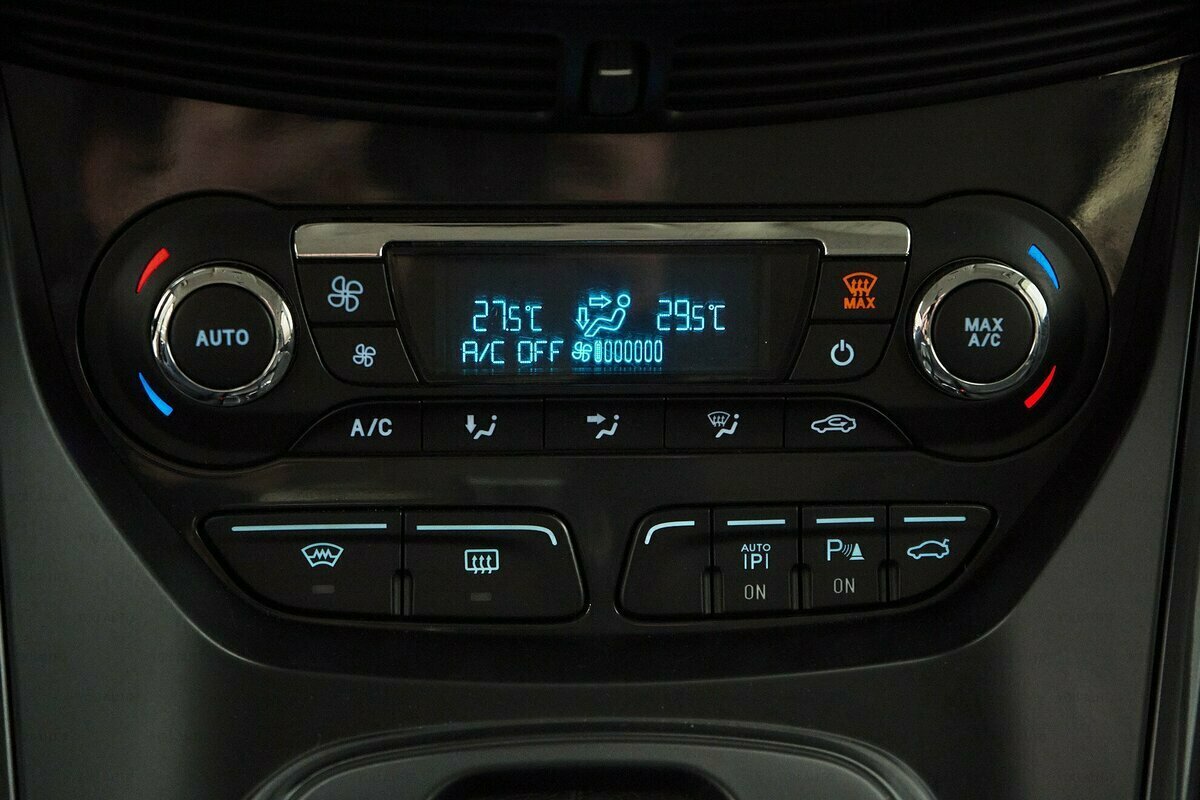 27.5°C 29.5°C
A/C OFF
AUTO
MAX
MAX
A/C
A/C
AUTO
P
ON
P
ON